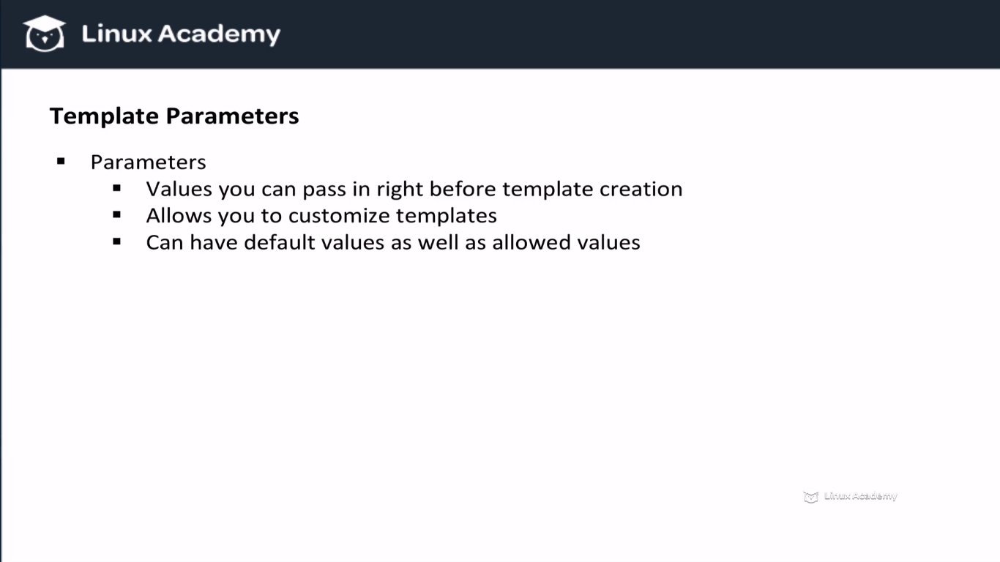 Linux Academy
Template Parameters
▪ Parameters
▪ Values you can pass in right before template creation
▪ Allows you to customize templates
▪ Can have default values as well as allowed values
Linux Academy